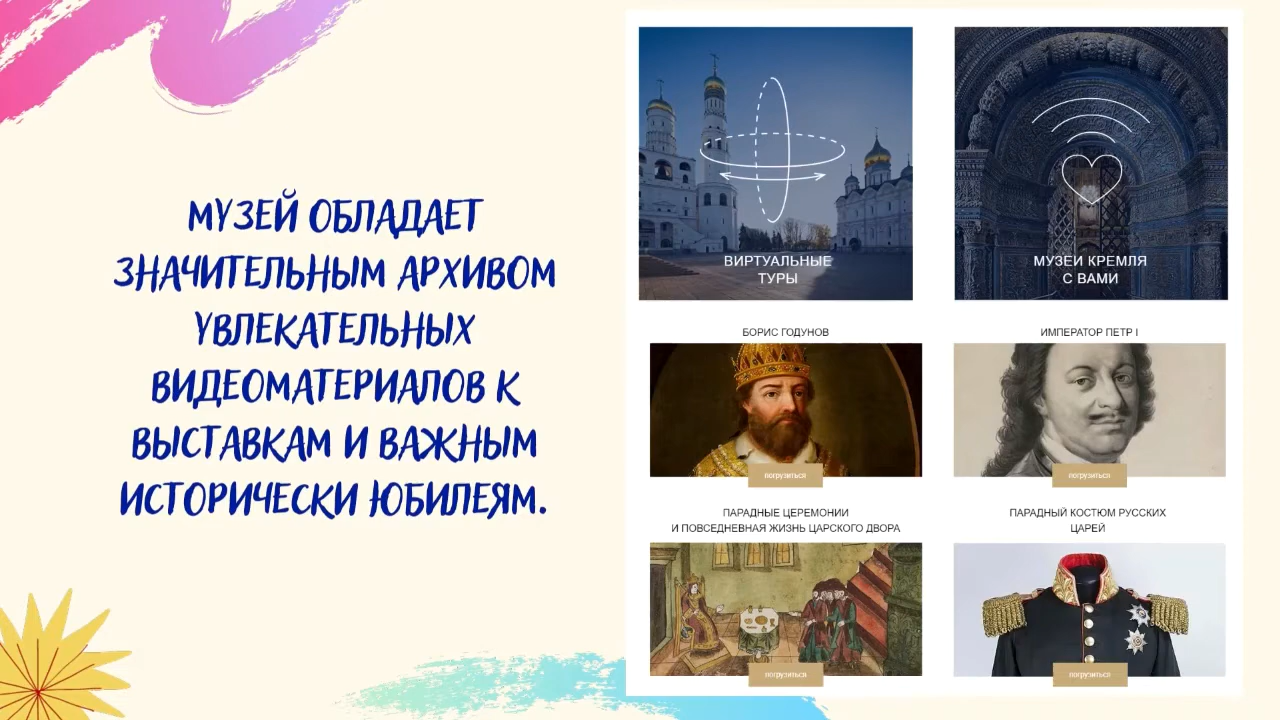 МУЗЕЙ ОБЛАДАЕТ
ЗНАЧИТЕЛЬНЫМ АРХИВОМ
УВЛЕКАТЕЛЬНЫХ
ВИДЕОМАТЕРИАЛОВ К
ВЫСТАВКАМ И ВАЖНЫМ
ИСТОРИЧЕСКИ ЮБИЛЕЯМ.
ВИРТУАЛЬНЫЕ
ТУРЫ
МУЗЕИ КРЕМЛЯ
С ВАМИ
БОРИС ГОДУНОВ
погрузиться
ИМПЕРАТОР ПЕТР I
погрузиться
ПАРАДНЫЕ ЦЕРЕМОНИИ
И ПОВСЕДНЕВНАЯ ЖИЗНЬ ЦАРСКОГО ДВОРА
погрузиться
ПАРАДНЫЙ КОСТЮМ РУССКИХ
ЦАРЕЙ
погрузиться